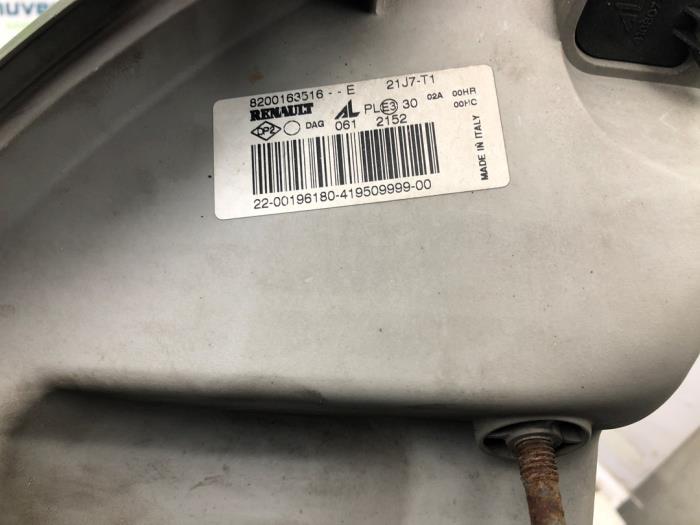 8200163516 -- E 21J7-T1
RENAULT AL PL E3 30 02A 00HR
00HC
DP2 DAG 061 2152
22-00196180-419509999-00
MADE IN ITALY